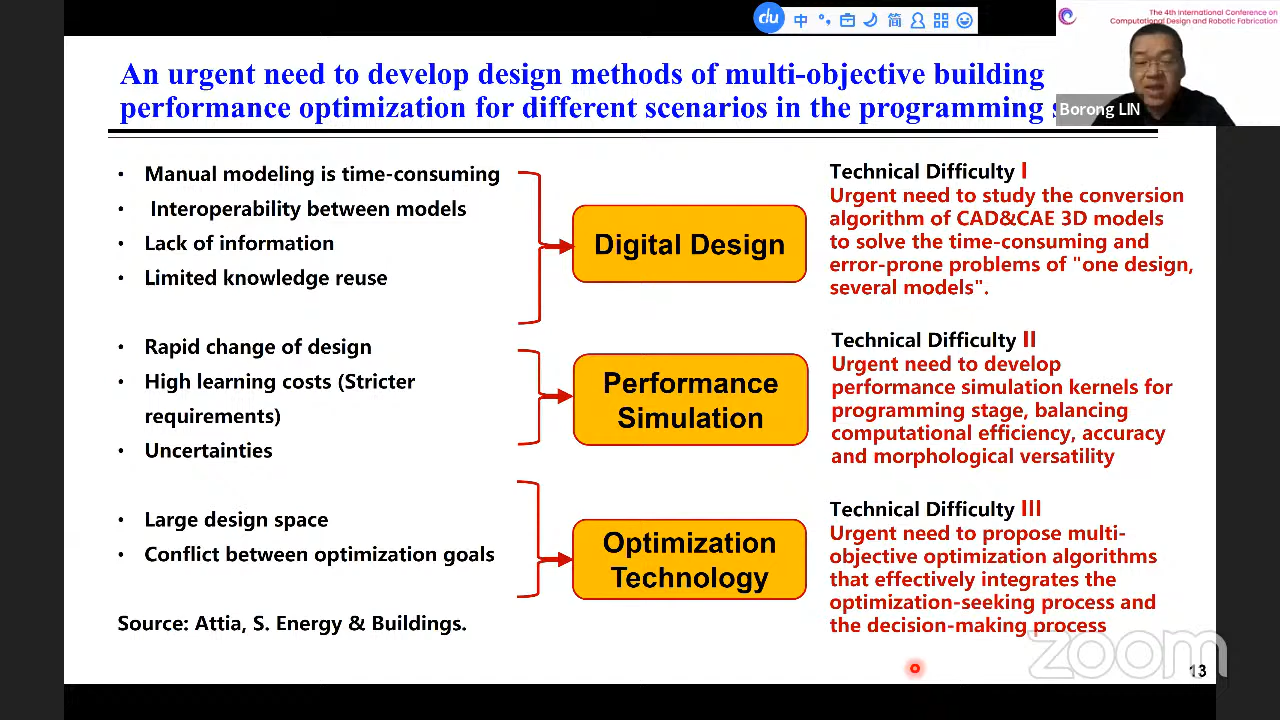 du 中 简
The 4th International Conference on
Computational Design and Robotic Fabrication
An urgent need to develop design methods of multi-objective building
performance optimization for different scenarios in the programming
Borong LIN
• Manual modeling is time-consuming
• Interoperability between models
• Lack of information
• Limited knowledge reuse
• Rapid change of design
• High learning costs (Stricter
requirements)
• Uncertainties
• Large design space
• Conflict between optimization goals
Source: Attia, S. Energy & Buildings.
Digital Design
Performance
Simulation
Optimization
Technology
Technical Difficulty I
Urgent need to study the conversion
algorithm of CAD&CAE 3D models
to solve the time-consuming and
error-prone problems of "one design,
several models".
Technical Difficulty II
Urgent need to develop
performance simulation kernels for
programming stage, balancing
computational efficiency, accuracy
and morphological versatility
Technical Difficulty III
Urgent need to propose multi-
objective optimization algorithms
that effectively integrates the
optimization-seeking process and
the decision-making process
zoom
13